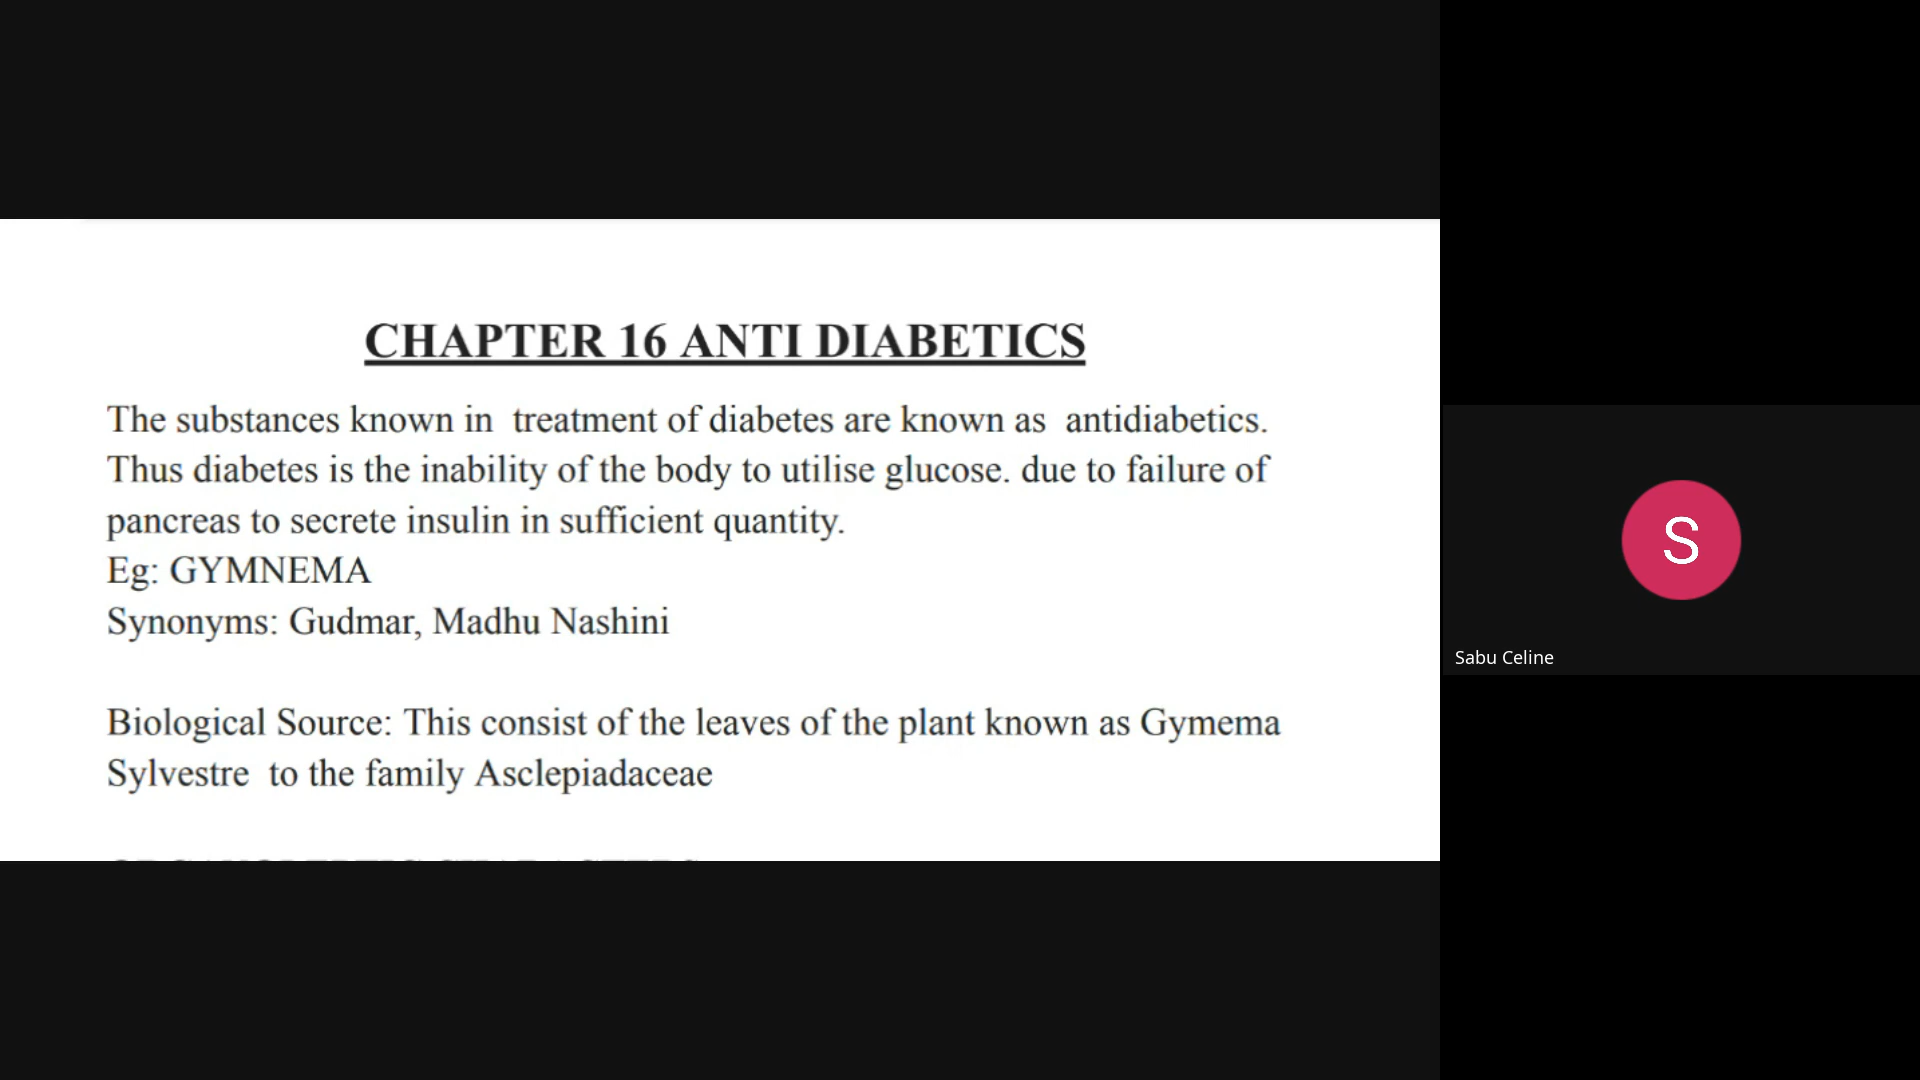 CHAPTER 16 ANTI DIABETICS
The substances known in  treatment of diabetes are known as  antidiabetics.
Thus diabetes is the inability of the body to utilise glucose. due to failure of
pancreas to secrete insulin in sufficient quantity.
Eg: GYMNEMA
Synonyms: Gudmar, Madhu Nashini
Biological Source: This consist of the leaves of the plant known as Gymema
Sylvestre  to the family Asclepiadaceae
S
Sabu Celine